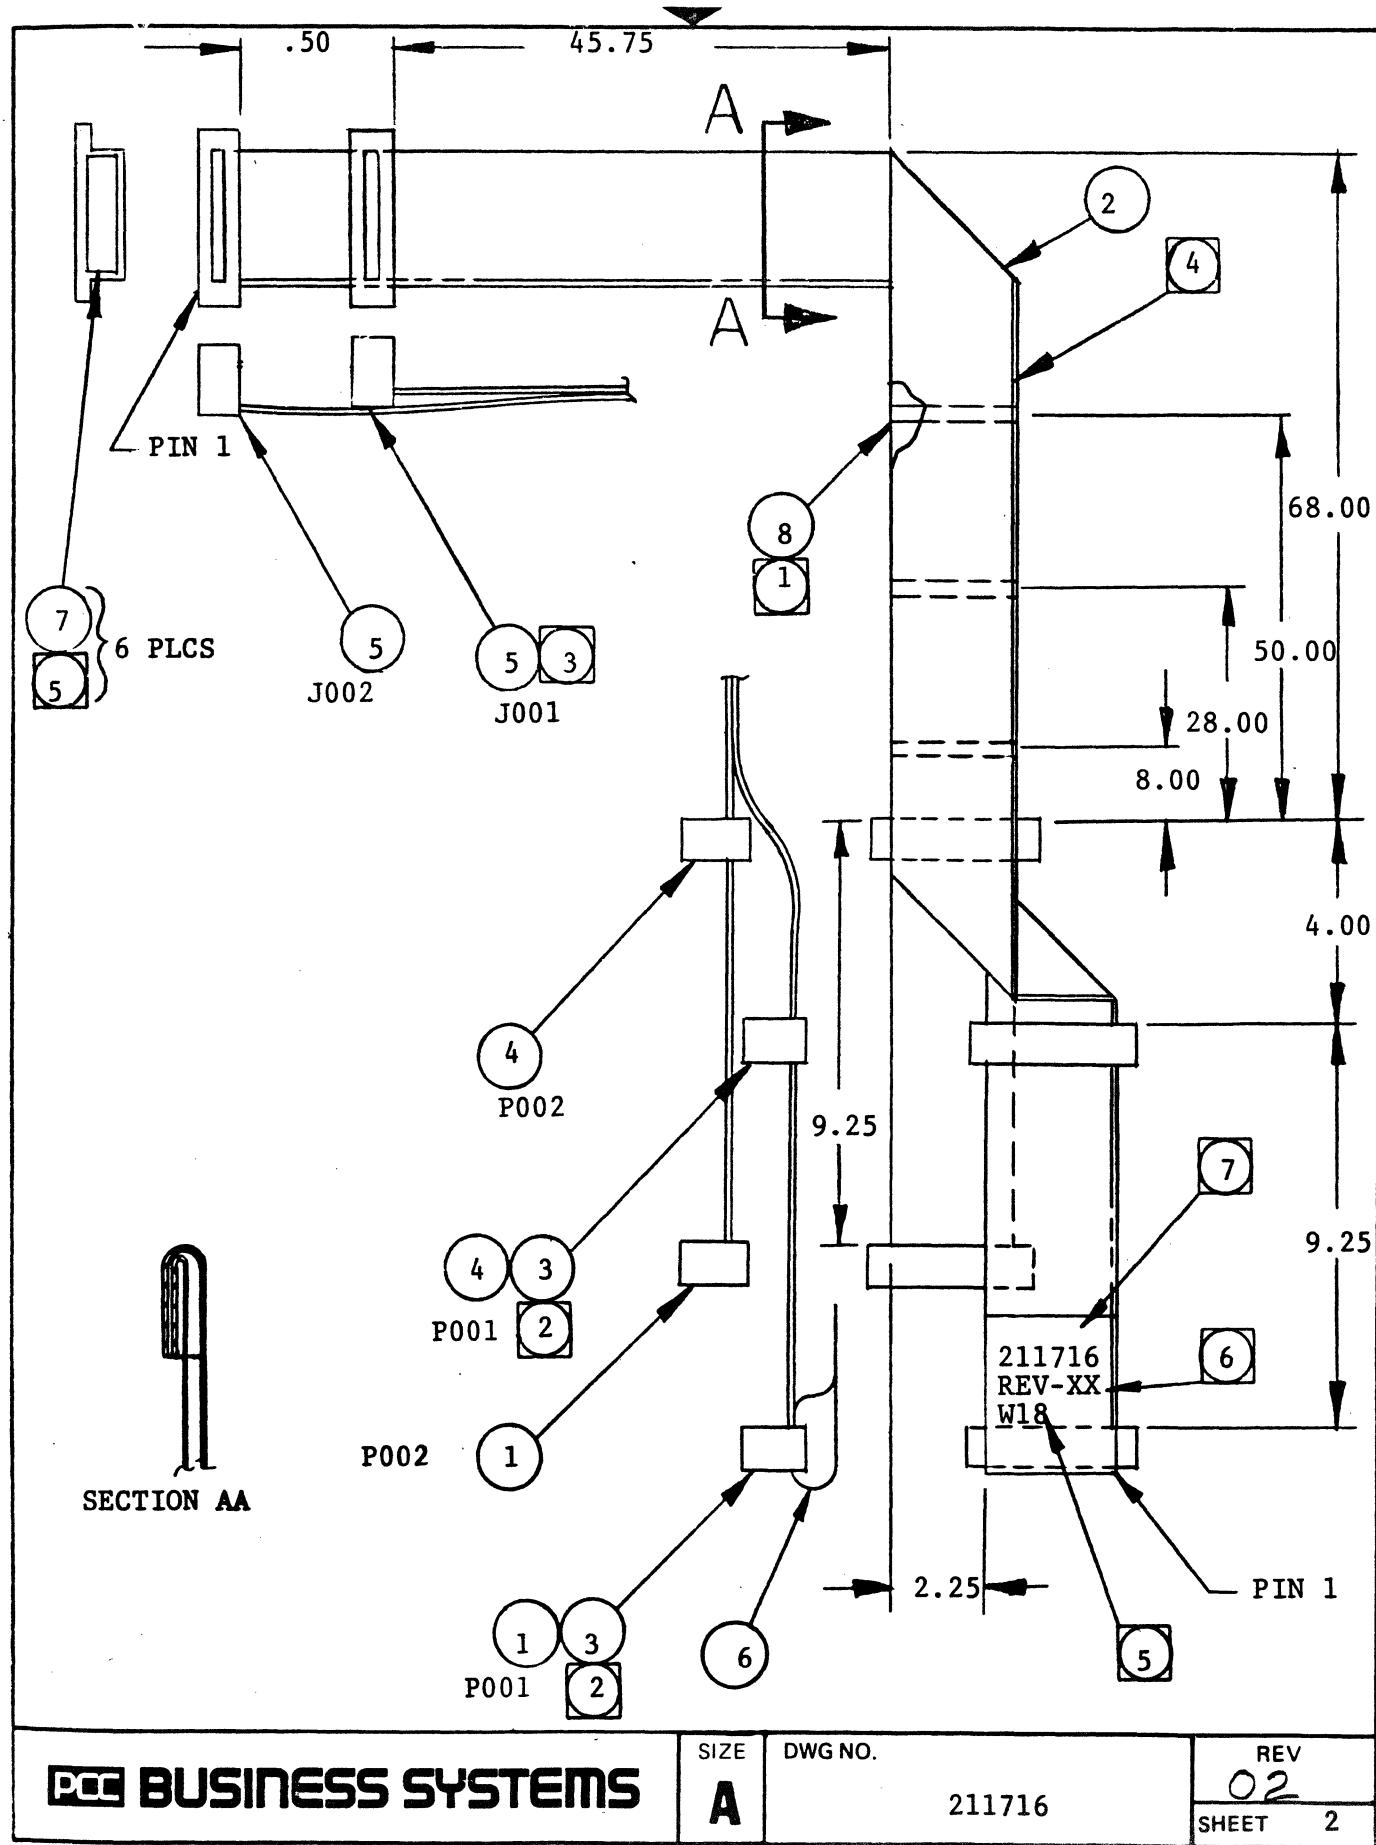 .50
45.75
A
2
4
A
PIN 1
68.00
8
1
7
6 PLCS
5
5
J002
5
3
J001
50.00
28.00
8.00
4.00
4
P002
9.25
7
4
3
P001
2
9.25
211716
REV-XX
W18
6
P002
1
SECTION AA
2.25
PIN 1
1
3
P001
2
6
5
PCC BUSINESS SYSTEMS
SIZE
A
DWG NO.
211716
REV
02
SHEET 2